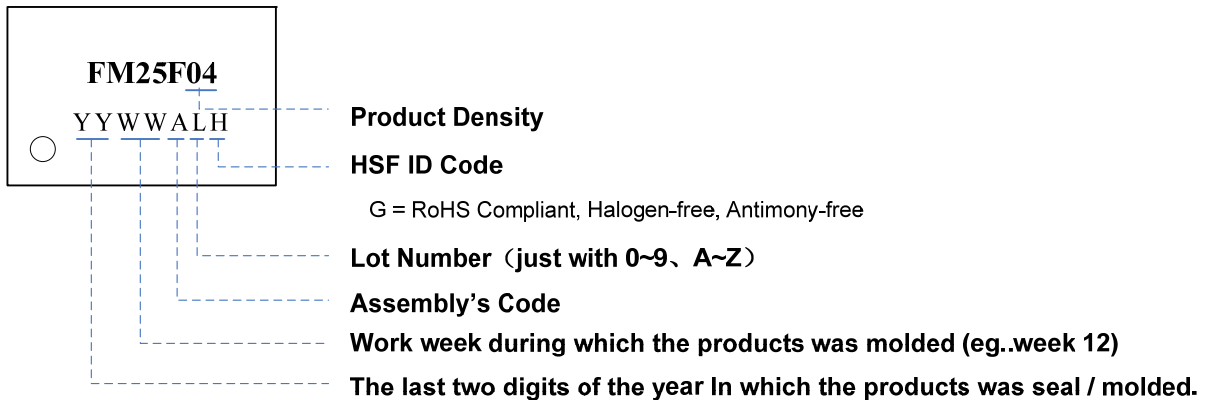 FM25F04
YYWWALH
Product Density
HSF ID Code
G = RoHS Compliant, Halogen-free, Antimony-free
Lot Number（just with 0~9、A~Z）
Assembly's Code
Work week during which the products was molded (eg..week 12)
The last two digits of the year In which the products was seal / molded.